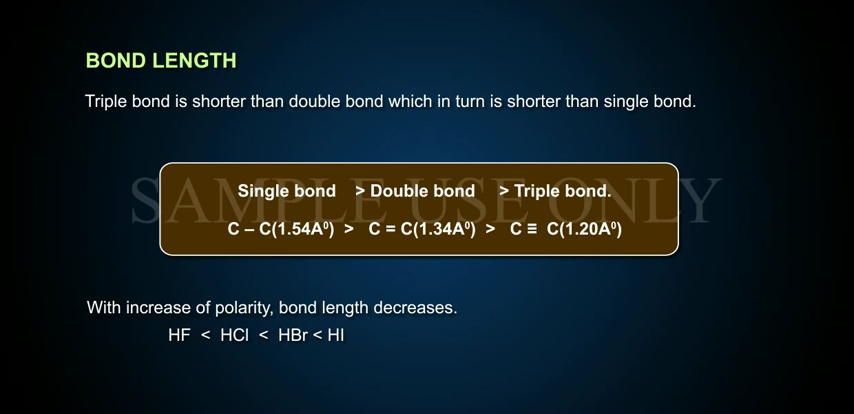 BOND LENGTH
Triple bond is shorter than double bond which in turn is shorter than single bond.
SAMPLE USE ONLY
Single bond > Double bond > Triple bond.
C – C(1.54A⁰) > C = C(1.34A⁰) > C ≡ C(1.20A⁰)
With increase of polarity, bond length decreases.
HF < HCl < HBr < HI